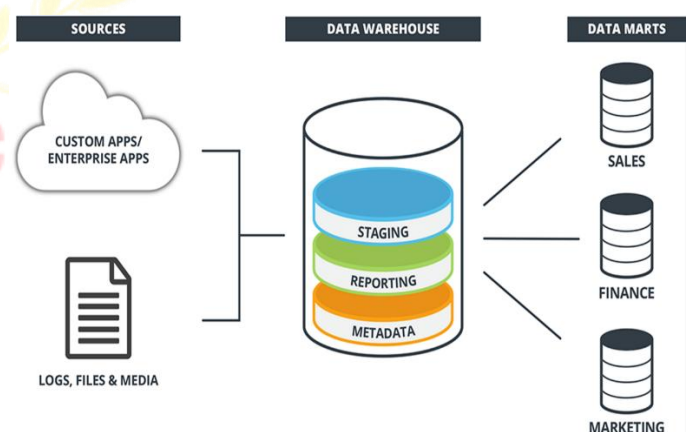 SOURCES
DATA WAREHOUSE
DATA MARTS
CUSTOM APPS/
ENTERPRISE APPS
LOGS, FILES & MEDIA
STAGING
REPORTING
METADATA
SALES
FINANCE
MARKETING